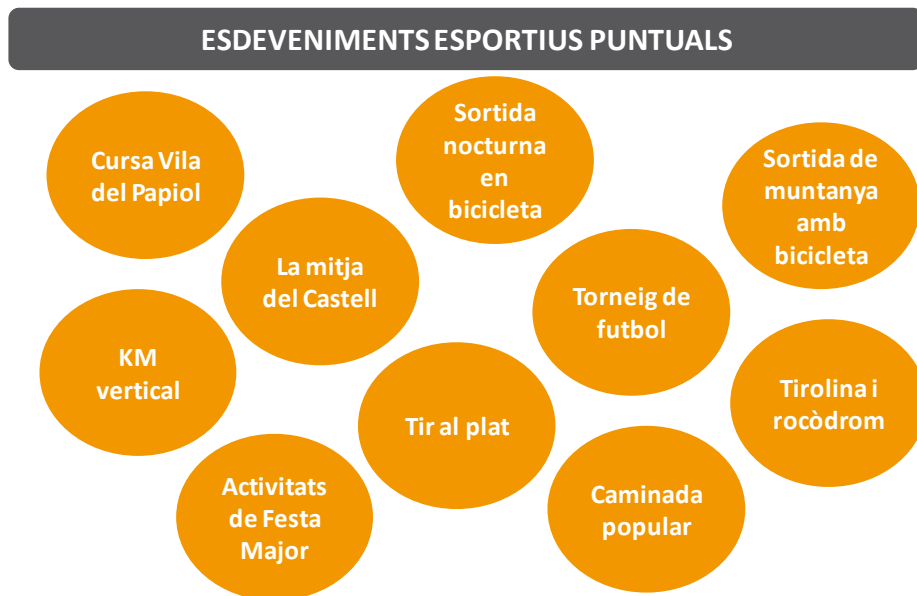 ESDEVENIMENTS ESPORTIUS PUNTUALS
Cursa Vila
del Papiol
Sortida
nocturna
en
bicicleta
Sortida de
muntanya
amb
bicicleta
La mitja
del Castell
Torneig de
futbol
KM
vertical
Tir al plat
Tirolina i
rocòdrom
Activitats
de Festa
Major
Caminada
popular